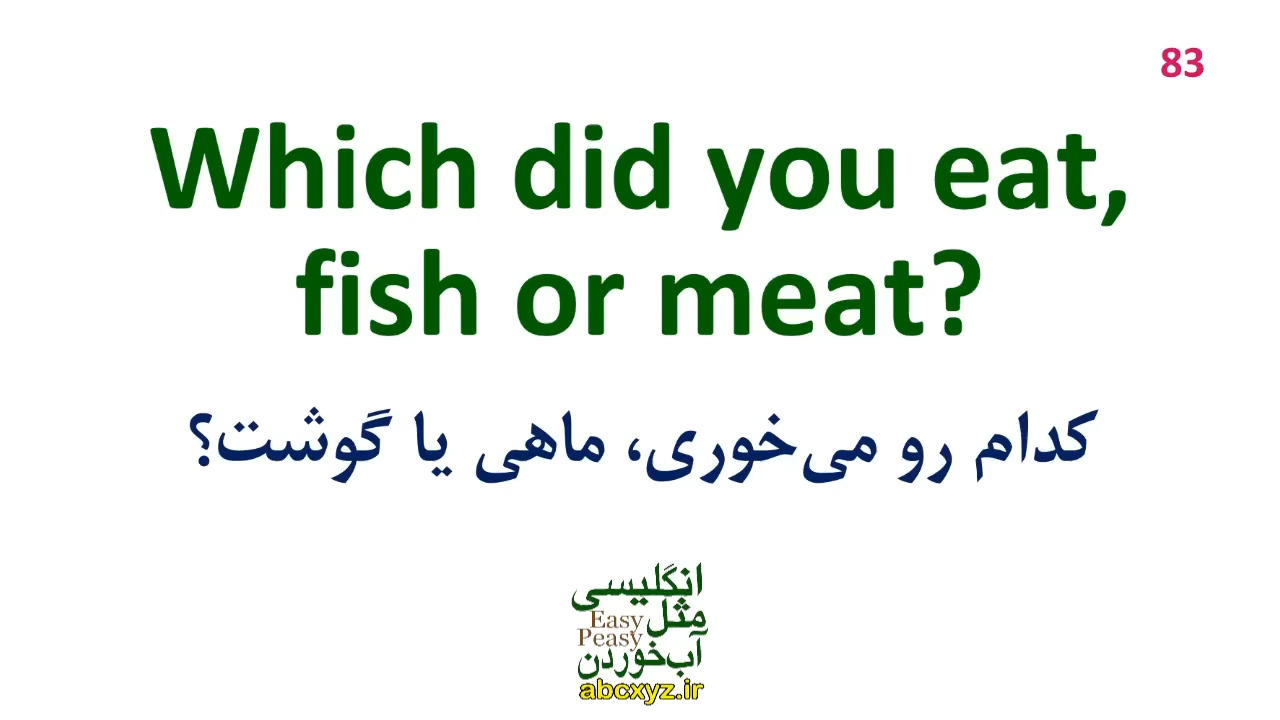 83
Which did you eat,
fish or meat?
کدام رو می‌خوری، ماهی یا گوشت؟
انگلیسی
مثل
Easy
Peasy
آب‌خوردن
abcxyz.ir